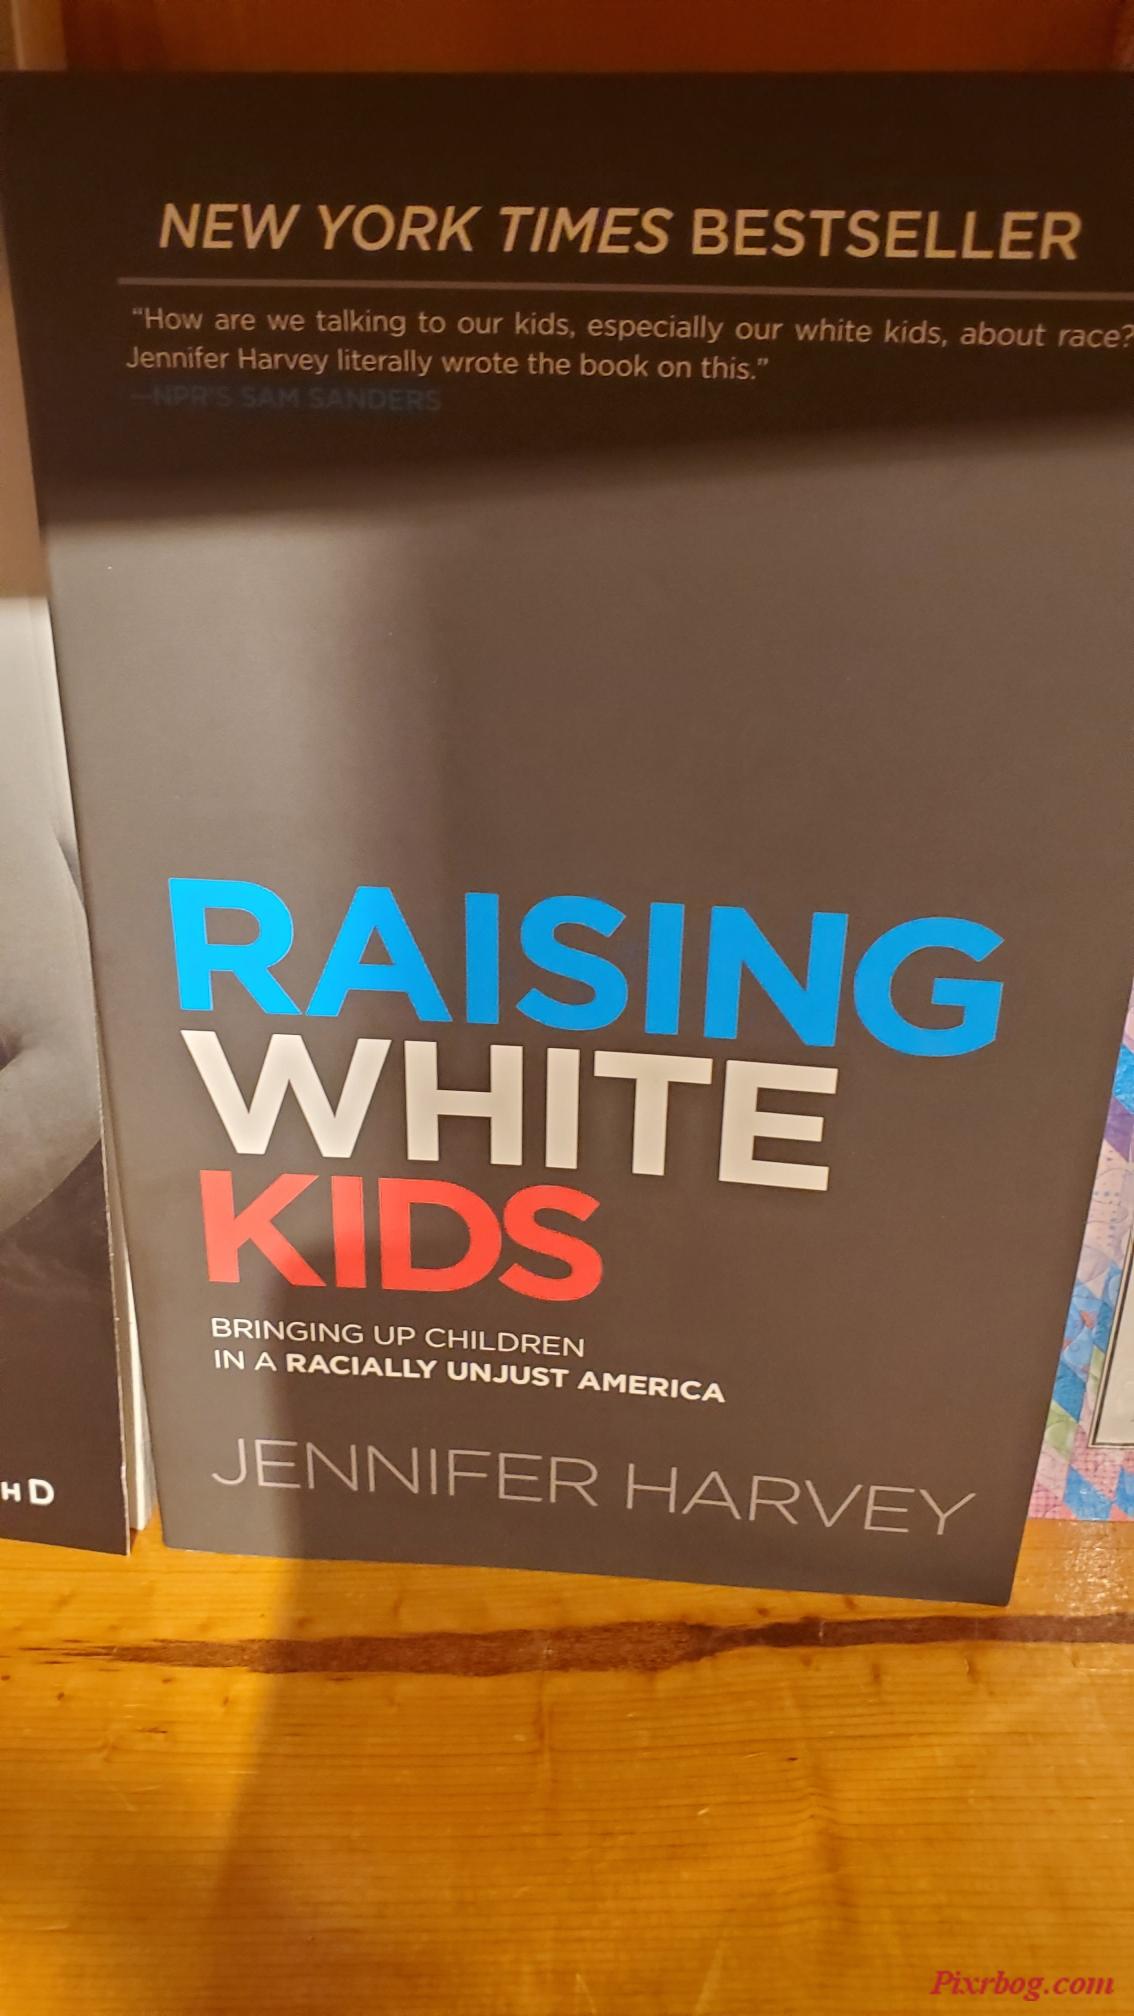 NEW YORK TIMES BESTSELLER
"How are we talking to our kids, especially our white kids, about race?
Jennifer Harvey literally wrote the book on this."
—NPR'S SAM SANDERS
RAISING
WHITE
KIDS
BRINGING UP CHILDREN
IN A RACIALLY UNJUST AMERICA
JENNIFER HARVEY
HD
Pixrbog.com